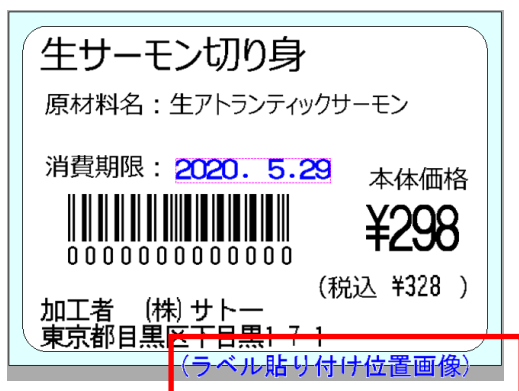 生サーモン切り身
原材料名：生アトランティックサーモン
消費期限： 2020. 5.29
本体価格
¥298
0000000000000
(税込 ¥328 )
加工者 (株)サトー
東京都目黒区下目黒1-7-1
(ラベル貼り付け位置画像)